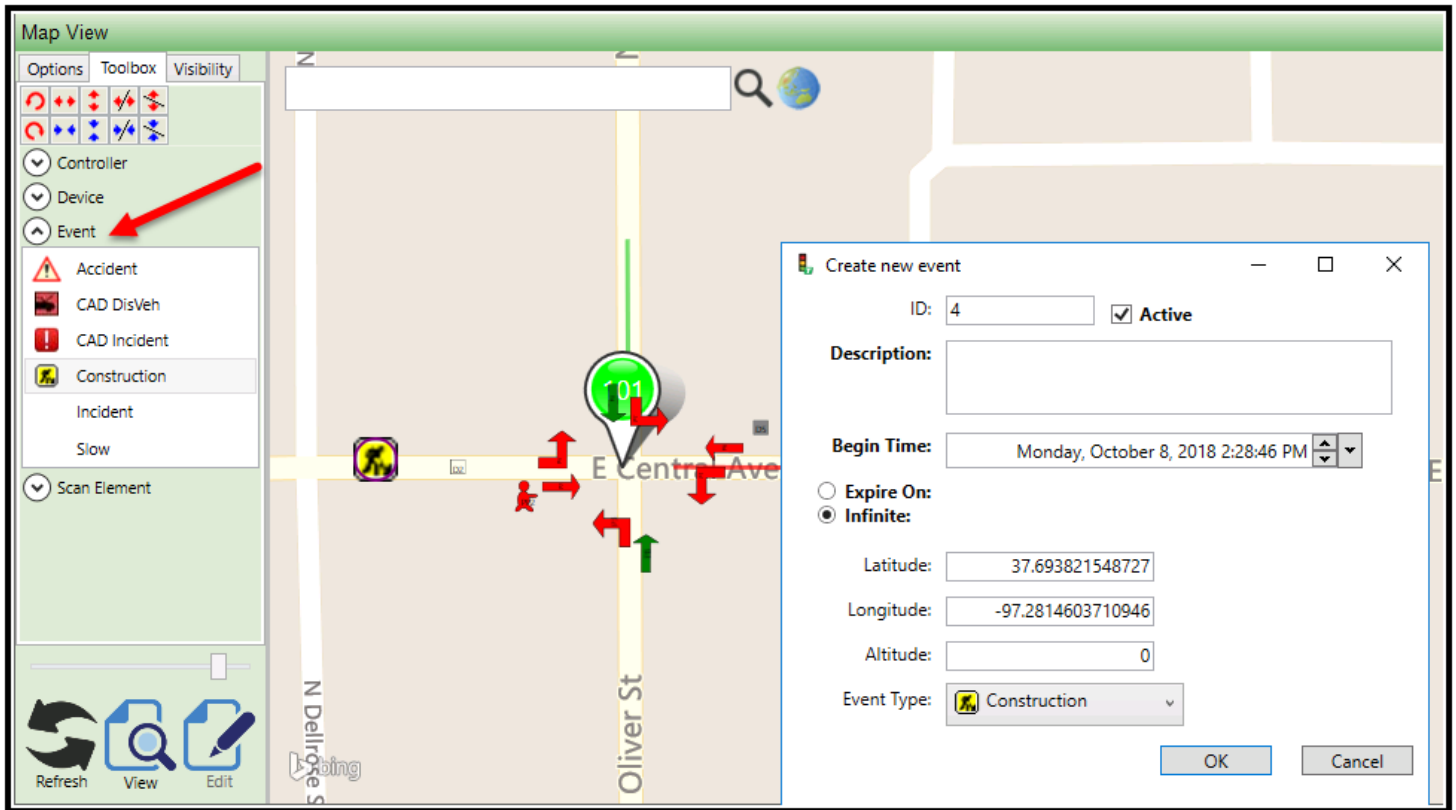 Map View
Options Toolbox Visibility
Controller
Device
Event
Accident
CAD DisVeh
CAD Incident
Construction
Incident
Slow
Scan Element
Refresh View Edit
N
N
101
D5
D2
E Central Ave
E
N Dellrose S
Oliver St
bing
Create new event
ID: 4 Active
Description:
Begin Time: Monday, October 8, 2018 2:28:46 PM
Expire On:
Infinite:
Latitude: 37.693821548727
Longitude: -97.2814603710946
Altitude: 0
Event Type: Construction
OK Cancel